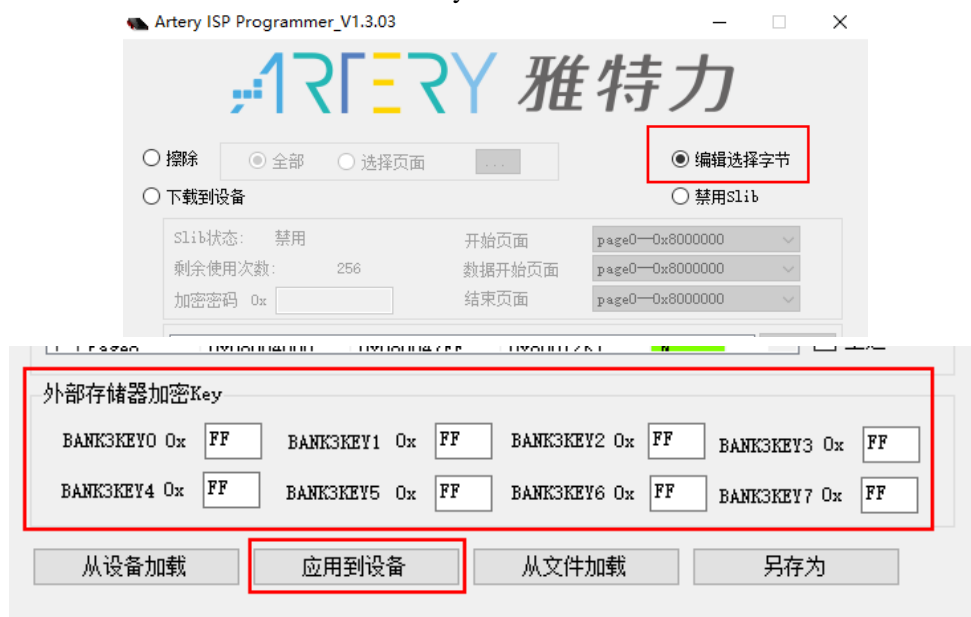 y
Artery ISP Programmer_V1.3.03
ARTERY 雅特力
擦除 全部 选择页面 ... 编辑选择字节
下载到设备 禁用Slib
Slib状态: 禁用 开始页面 page0—0x8000000
剩余使用次数: 256 数据开始页面 page0—0x8000000
加密密码 0x 结束页面 page0—0x8000000
外部存储器加密Key
BANK3KEY0 0x FF BANK3KEY1 0x FF BANK3KEY2 0x FF BANK3KEY3 0x FF
BANK3KEY4 0x FF BANK3KEY5 0x FF BANK3KEY6 0x FF BANK3KEY7 0x FF
从设备加载 应用到设备 从文件加载 另存为